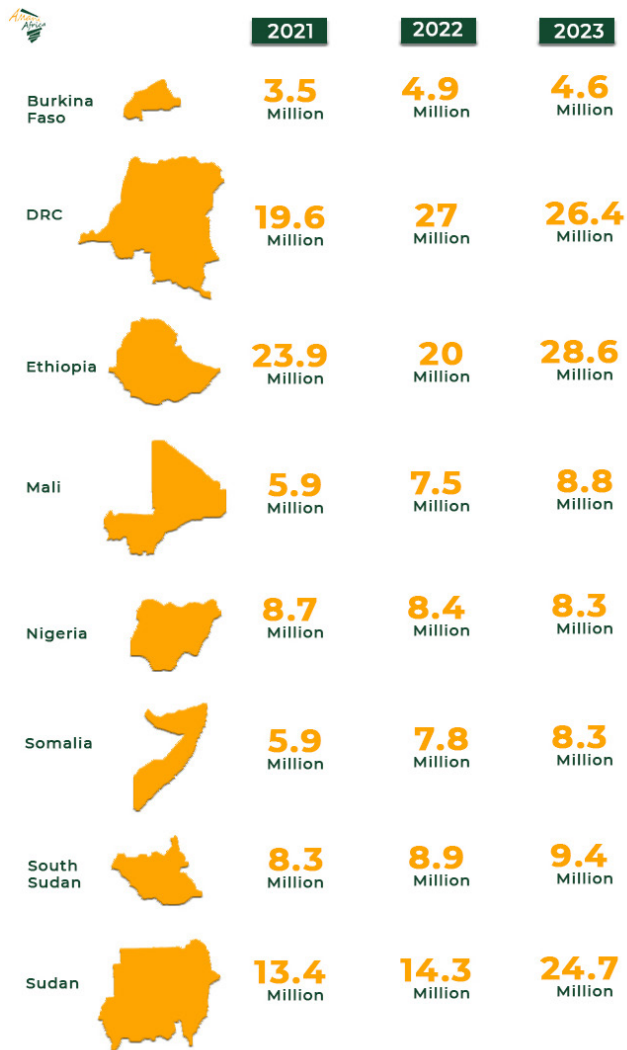 Amani
Africa
2021 2022 2023
Burkina
Faso
3.5 4.9 4.6
Million Million Million
DRC
19.6 27 26.4
Million Million Million
Ethiopia
23.9 20 28.6
Million Million Million
Mali
5.9 7.5 8.8
Million Million Million
Nigeria
8.7 8.4 8.3
Million Million Million
Somalia
5.9 7.8 8.3
Million Million Million
South
Sudan
8.3 8.9 9.4
Million Million Million
Sudan
13.4 14.3 24.7
Million Million Million